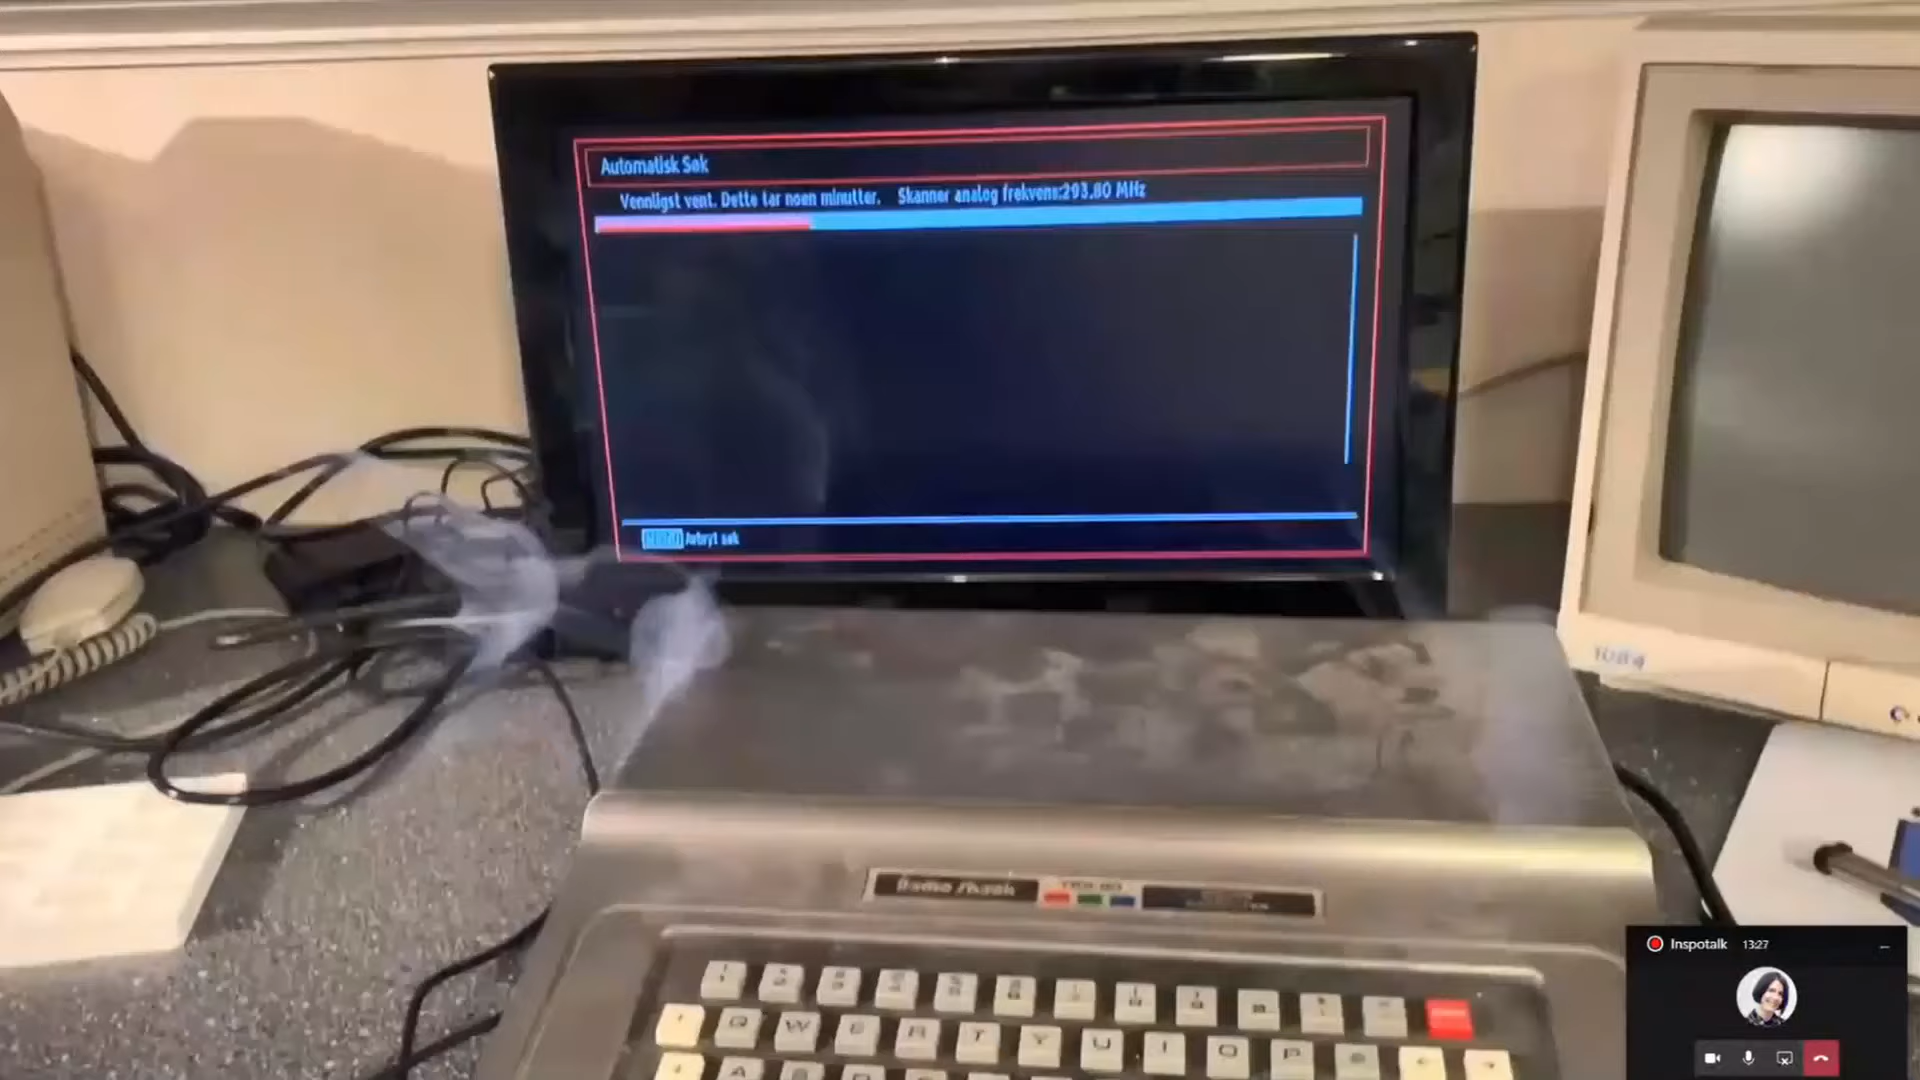 Automatisk Søk
Vennligst vent. Dette tar noen minutter. Skanner analog frekvens:293.80 MHz
Avbryt søk
1084
Radio Shack
Q W E R T Y U I O P
A
Inspotalk 13:27